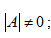 |A| ≠ 0 ;